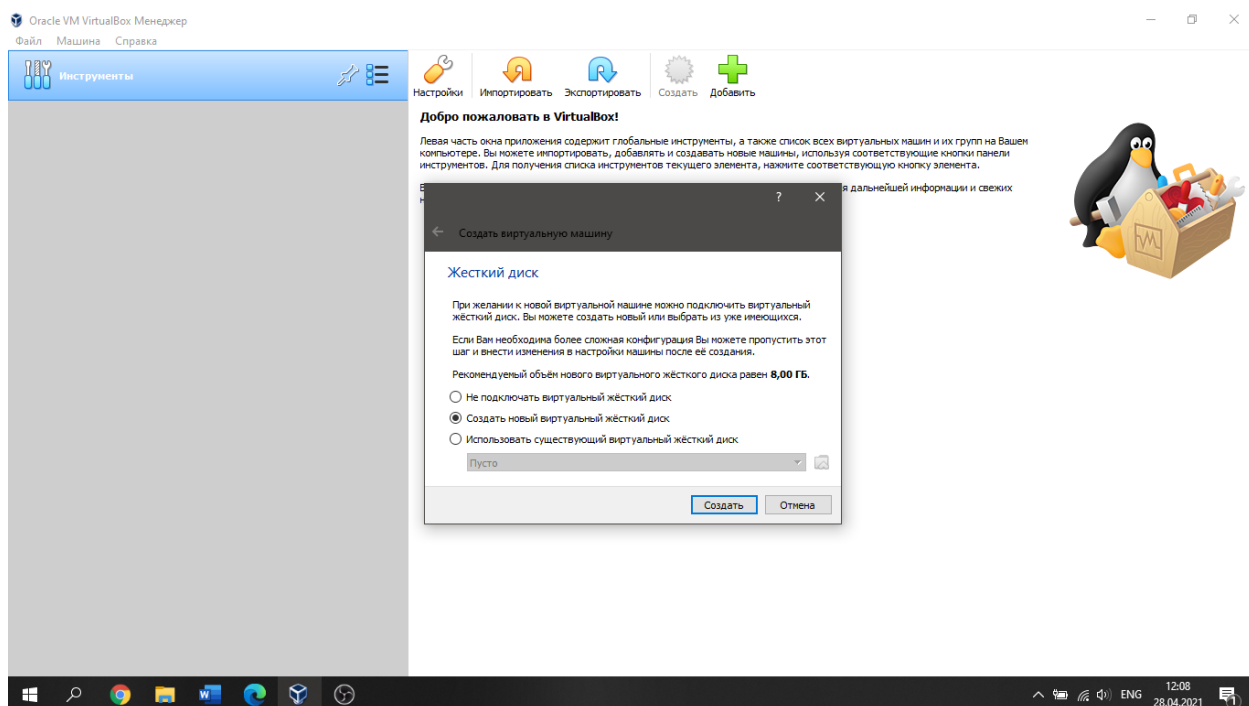 Oracle VM VirtualBox Менеджер
Файл Машина Справка
Инструменты
Настройки Импортировать Экспортировать Создать Добавить
Добро пожаловать в VirtualBox!
Левая часть окна приложения содержит глобальные инструменты, а также список всех виртуальных машин и их групп на Вашем
компьютере. Вы можете импортировать, добавлять и создавать новые машины, используя соответствующие кнопки панели
инструментов. Для получения списка инструментов текущего элемента, нажмите соответствующую кнопку элемента.
дальнейшей информации и свежих
?
Создать виртуальную машину
Жесткий диск
При желании к новой виртуальной машине можно подключить виртуальный
жёсткий диск. Вы можете создать новый или выбрать из уже имеющихся.
Если Вам необходима более сложная конфигурация Вы можете пропустить этот
шаг и внести изменения в настройки машины после её создания.
Рекомендуемый объём нового виртуального жёсткого диска равен 8,00 ГБ.
Не подключать виртуальный жёсткий диск
Создать новый виртуальный жёсткий диск
Использовать существующий виртуальный жёсткий диск
Пусто
Создать Отмена
ENG
12:08
28.04.2021